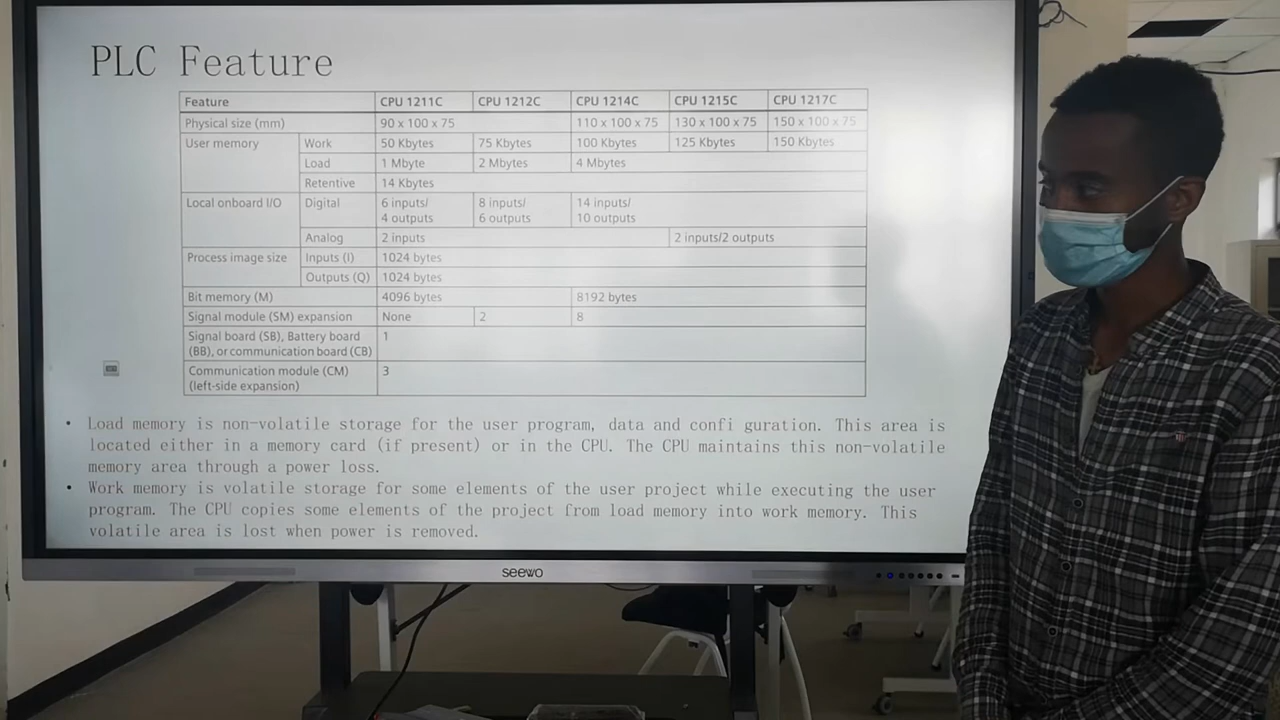 PLC Feature
Feature CPU 1211C CPU 1212C CPU 1214C CPU 1215C CPU 1217C
Physical size (mm) 90 x 100 x 75 110 x 100 x 75 130 x 100 x 75 150 x 100 x 75
User memory Work 50 Kbytes 75 Kbytes 100 Kbytes 125 Kbytes 150 Kbytes
Load 1 Mbyte 2 Mbytes 4 Mbytes
Retentive 14 Kbytes
Local onboard I/O Digital 6 inputs/ 8 inputs/ 14 inputs/
4 outputs 6 outputs 10 outputs
Analog 2 inputs 2 inputs/2 outputs
Process image size Inputs (I) 1024 bytes
Outputs (Q) 1024 bytes
Bit memory (M) 4096 bytes 8192 bytes
Signal module (SM) expansion None 2 8
Signal board (SB), Battery board 1
(BB), or communication board (CB)
Communication module (CM) 3
(left-side expansion)
• Load memory is non-volatile storage for the user program, data and confi guration. This area is
located either in a memory card (if present) or in the CPU. The CPU maintains this non-volatile
memory area through a power loss.
• Work memory is volatile storage for some elements of the user project while executing the user
program. The CPU copies some elements of the project from load memory into work memory. This
volatile area is lost when power is removed.
seewo